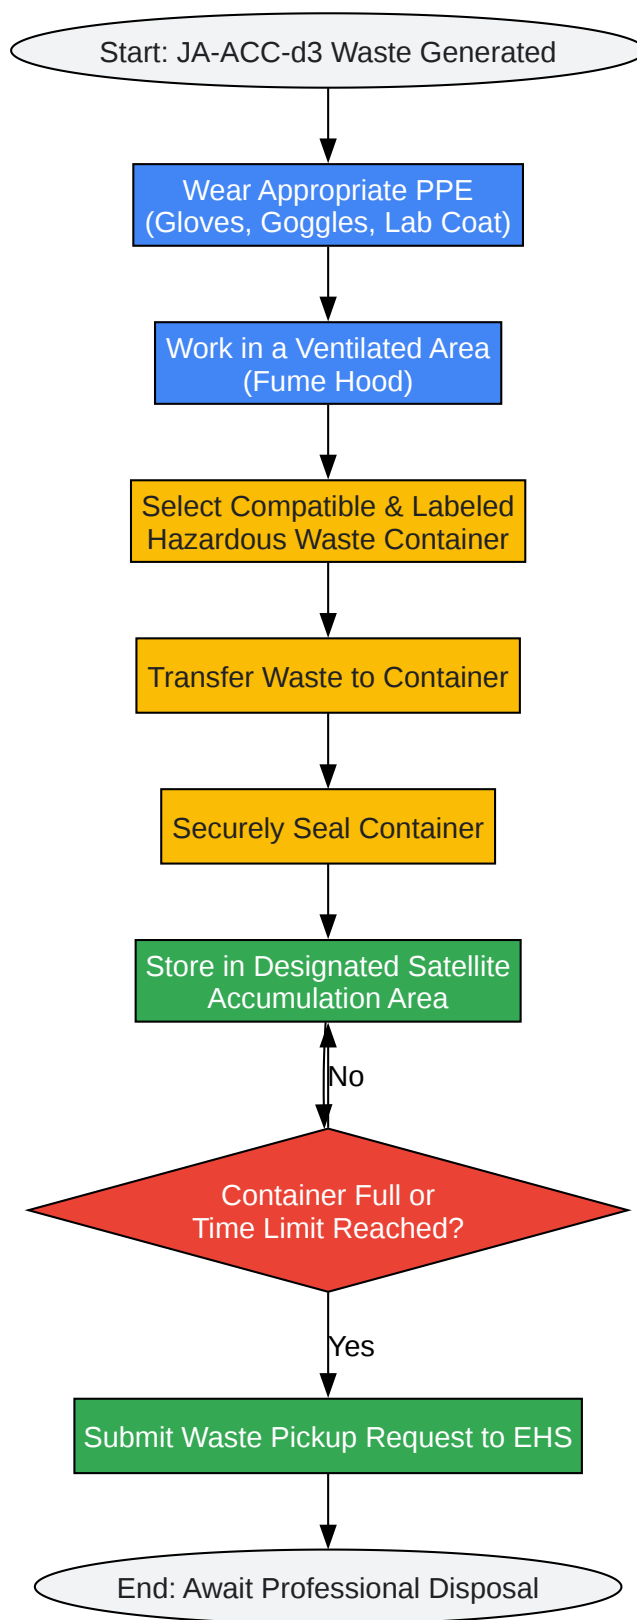 Start: JA-ACC-d3 Waste Generated
Wear Appropriate PPE
(Gloves, Goggles, Lab Coat)
Work in a Ventilated Area
(Fume Hood)
Select Compatible & Labeled
Hazardous Waste Container
Transfer Waste to Container
Securely Seal Container
Store in Designated Satellite
Accumulation Area
No
Container Full or
Time Limit Reached?
Yes
Submit Waste Pickup Request to EHS
End: Await Professional Disposal